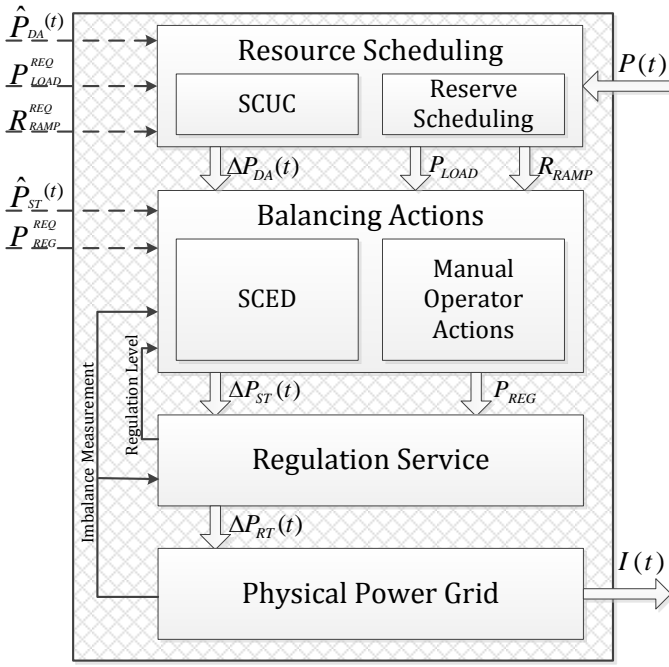 P̂_DA(t)
Resource Scheduling
P_LOAD^REQ
P(t)
SCUC
Reserve
Scheduling
R_RAMP^REQ
ΔP_DA(t)
P_LOAD
R_RAMP
P̂_ST(t)
Balancing Actions
P_REG^REQ
SCED
Manual
Operator
Actions
Imbalance Measurement
Regulation Level
ΔP_ST(t)
P_REG
Regulation Service
ΔP_RT(t)
I(t)
Physical Power Grid